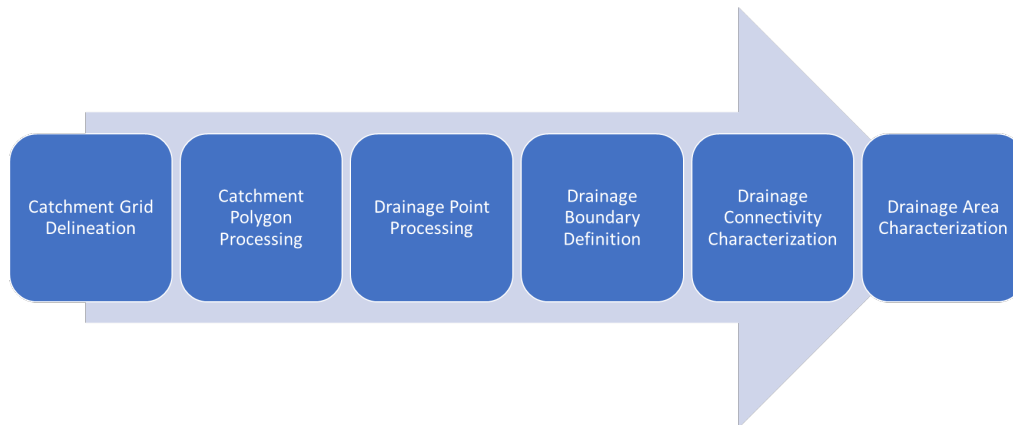 Catchment Grid
Delineation
Catchment
Polygon
Processing
Drainage Point
Processing
Drainage
Boundary
Definition
Drainage
Connectivity
Characterization
Drainage Area
Characterization